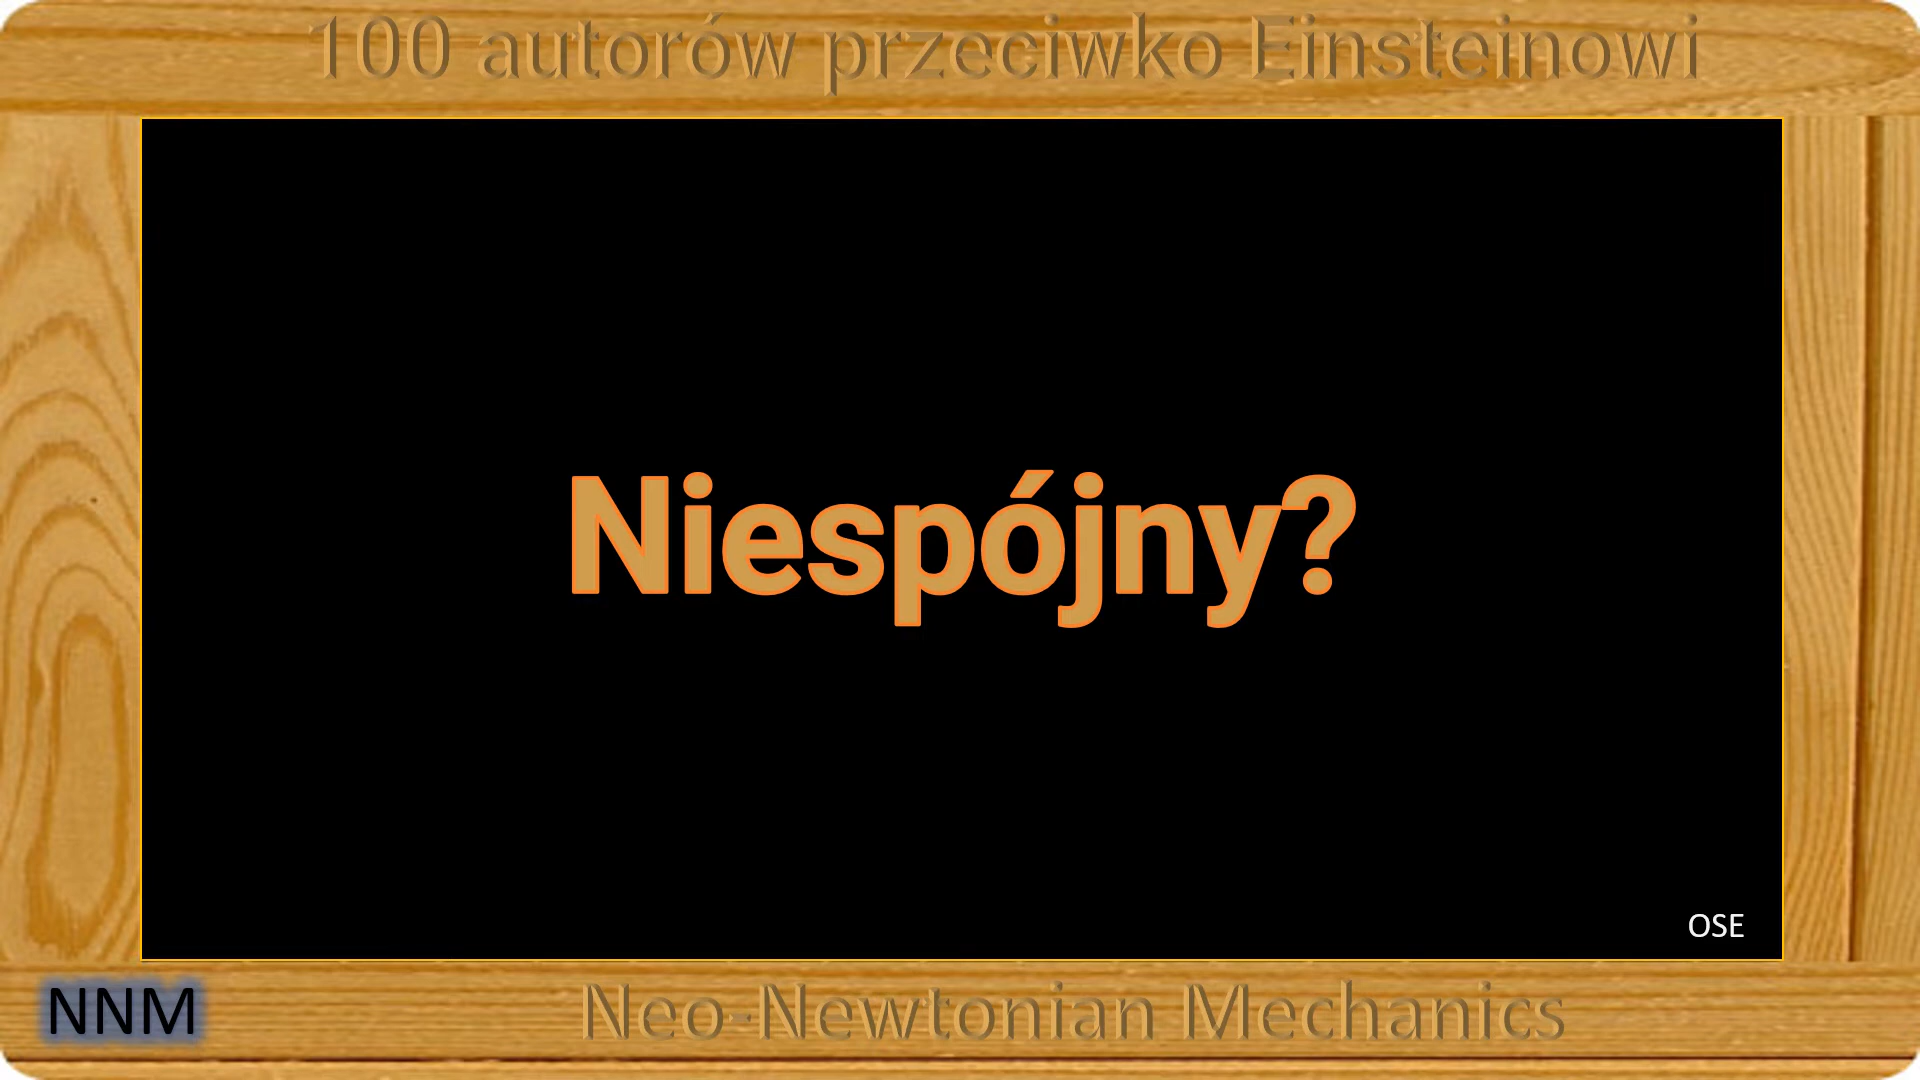 100 autorów przeciwko Einsteinowi
Niespójny?
OSE
NNM
Neo-Newtonian Mechanics